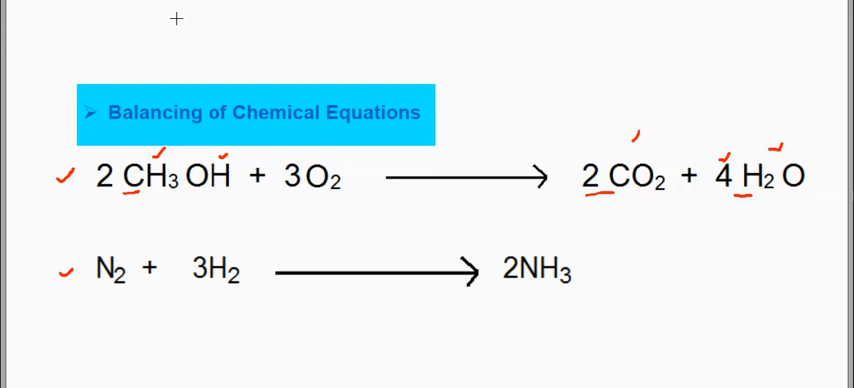 ➢ Balancing of Chemical Equations
2 CH₃ OH + 3 O₂ ⟶ 2 CO₂ + 4 H₂ O
N₂ + 3H₂ ⟶ 2NH₃